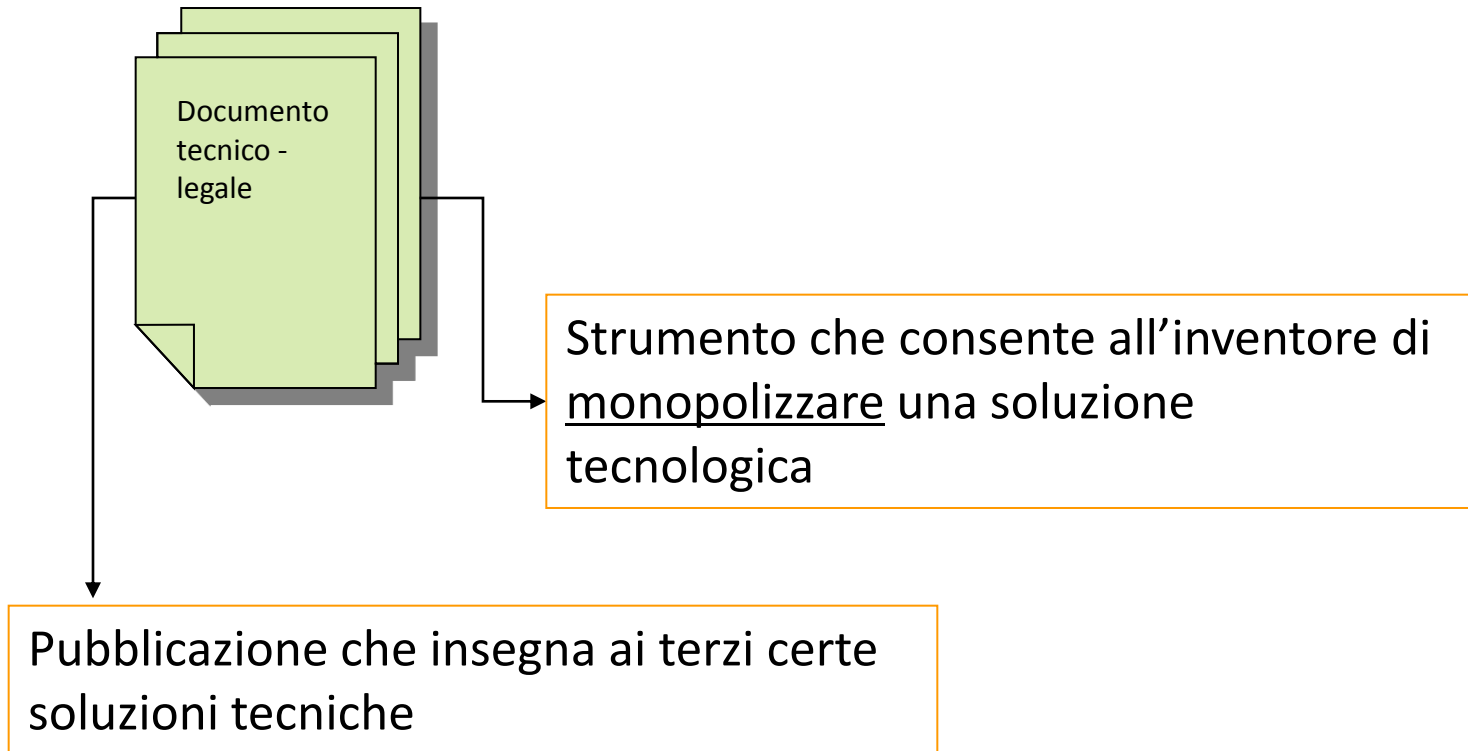 Documento
tecnico -
legale
Strumento che consente all’inventore di
monopolizzare una soluzione
tecnologica
Pubblicazione che insegna ai terzi certe
soluzioni tecniche